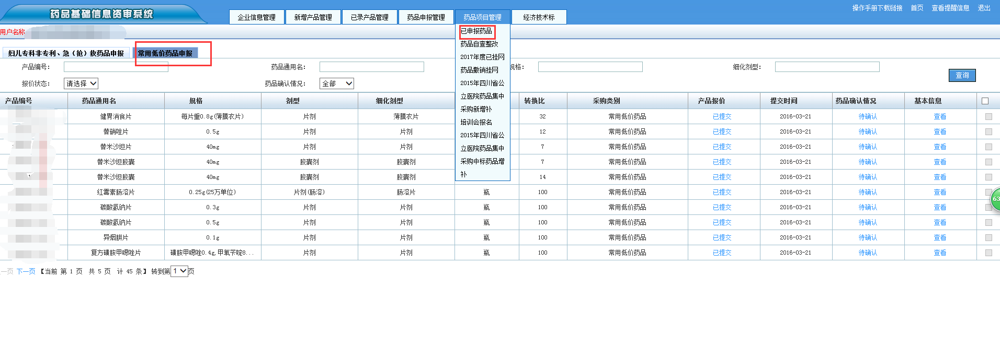 药品基础信息资审系统
操作手册下载链接 首页 查看提醒信息 退出
企业信息管理 新增产品管理 已录产品管理 药品申报管理 药品项目管理 经济技术标
用户名称
已申报药品
药品自查整改
2017年度已挂网
药品撤销挂网
2015年四川省公
立医院药品集中
采购新增补
培训会报名
2015年四川省公
立医院药品集中
采购中标药品增
补
妇儿专科非专利、急（抢）救药品申报 常用低价药品申报
产品编号： 药品通用名： 规格： 细化剂型：
报价状态： 请选择 药品确认情况： 全部 查询
产品编号 药品通用名 规格 剂型 细化剂型 转换比 采购类别 产品报价 提交时间 药品确认情况 基本信息
健胃消食片 每片重0.8g(薄膜衣片) 片剂 薄膜衣片 32 常用低价药品 已提交 2016-03-21 待确认 查看
替硝唑片 0.5g 片剂 片剂 12 常用低价药品 已提交 2016-03-21 待确认 查看
替米沙坦片 40mg 片剂 片剂 7 常用低价药品 已提交 2016-03-21 待确认 查看
替米沙坦胶囊 40mg 胶囊剂 胶囊剂 7 常用低价药品 已提交 2016-03-21 待确认 查看
替米沙坦胶囊 40mg 胶囊剂 胶囊剂 14 常用低价药品 已提交 2016-03-21 待确认 查看
红霉素肠溶片 0.25g(25万单位) 片剂(肠溶) 肠溶片 瓶 100 常用低价药品 已提交 2016-03-21 待确认 查看
碳酸氢钠片 0.3g 片剂 片剂 瓶 100 常用低价药品 已提交 2016-03-21 待确认 查看
碳酸氢钠片 0.5g 片剂 片剂 瓶 100 常用低价药品 已提交 2016-03-21 待确认 查看
异烟肼片 0.1g 片剂 片剂 瓶 100 常用低价药品 已提交 2016-03-21 待确认 查看
复方磺胺甲噁唑片 磺胺甲噁唑0.4g,甲氧苄啶8... 片剂 片剂 瓶 100 常用低价药品 已提交 2016-03-21 待确认 查看
一页 下一页 【当前 第 1 页 共 5 页 计 45 条】 转到第 1 页
63